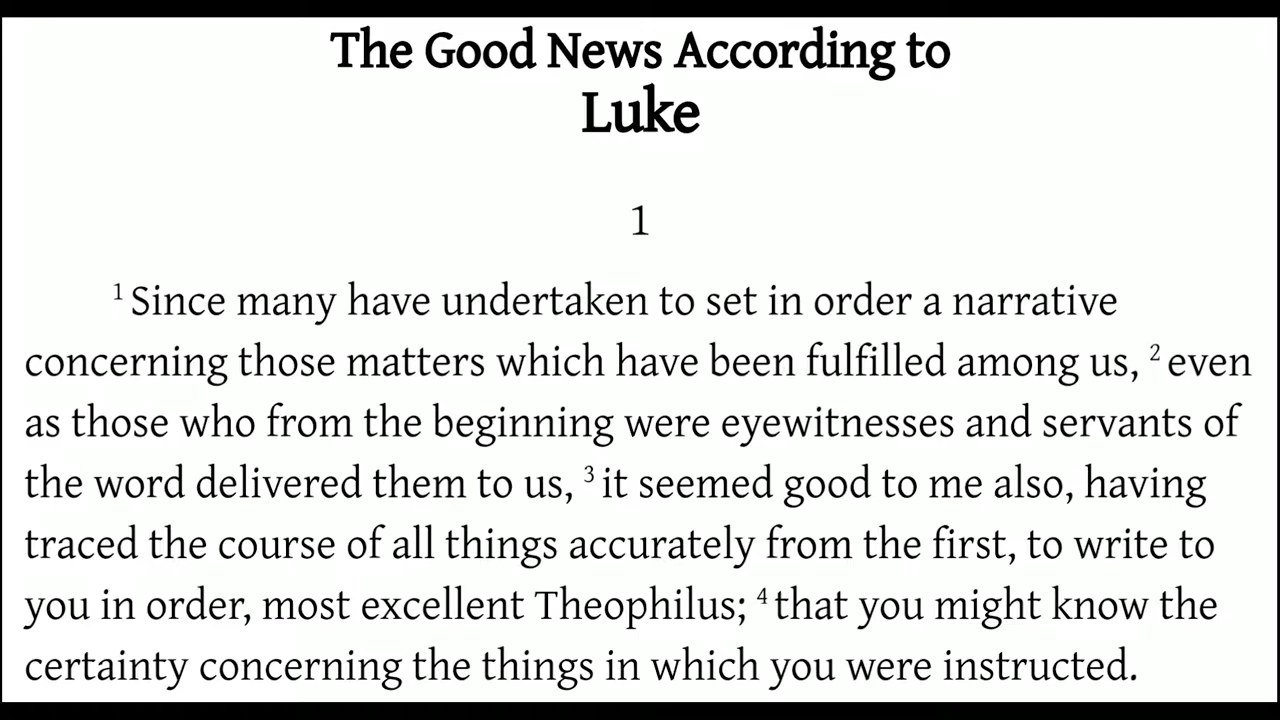 The Good News According to
Luke
1
1 Since many have undertaken to set in order a narrative
concerning those matters which have been fulfilled among us, 2 even
as those who from the beginning were eyewitnesses and servants of
the word delivered them to us, 3 it seemed good to me also, having
traced the course of all things accurately from the first, to write to
you in order, most excellent Theophilus; 4 that you might know the
certainty concerning the things in which you were instructed.